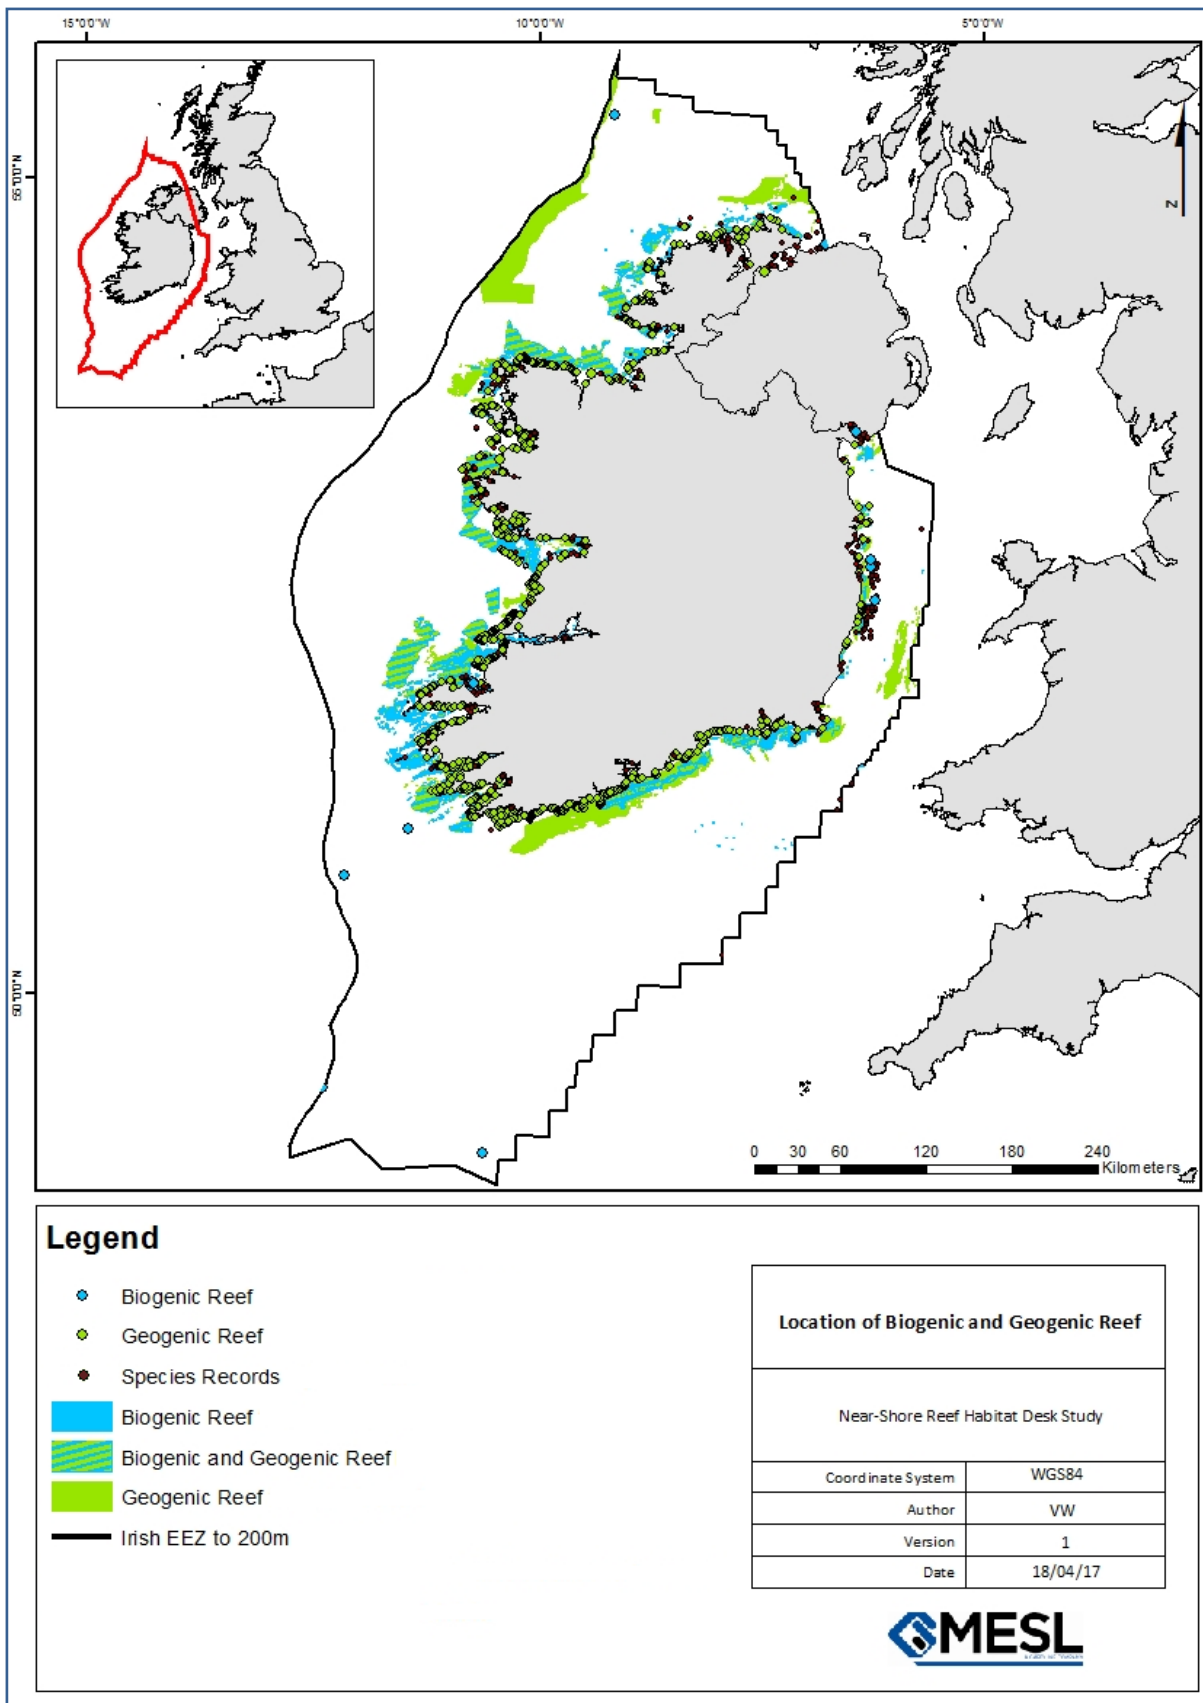 15°0'0"W 10°0'0"W 5°0'0"W
55°0'0"N
N
50°0'0"N
0 30 60 120 180 240
Kilometers
Legend
Biogenic Reef
Geogenic Reef
Species Records
Biogenic Reef
Biogenic and Geogenic Reef
Geogenic Reef
Irish EEZ to 200m
Location of Biogenic and Geogenic Reef
Near-Shore Reef Habitat Desk Study
Coordinate System WGS84
Author VW
Version 1
Date 18/04/17
MESL